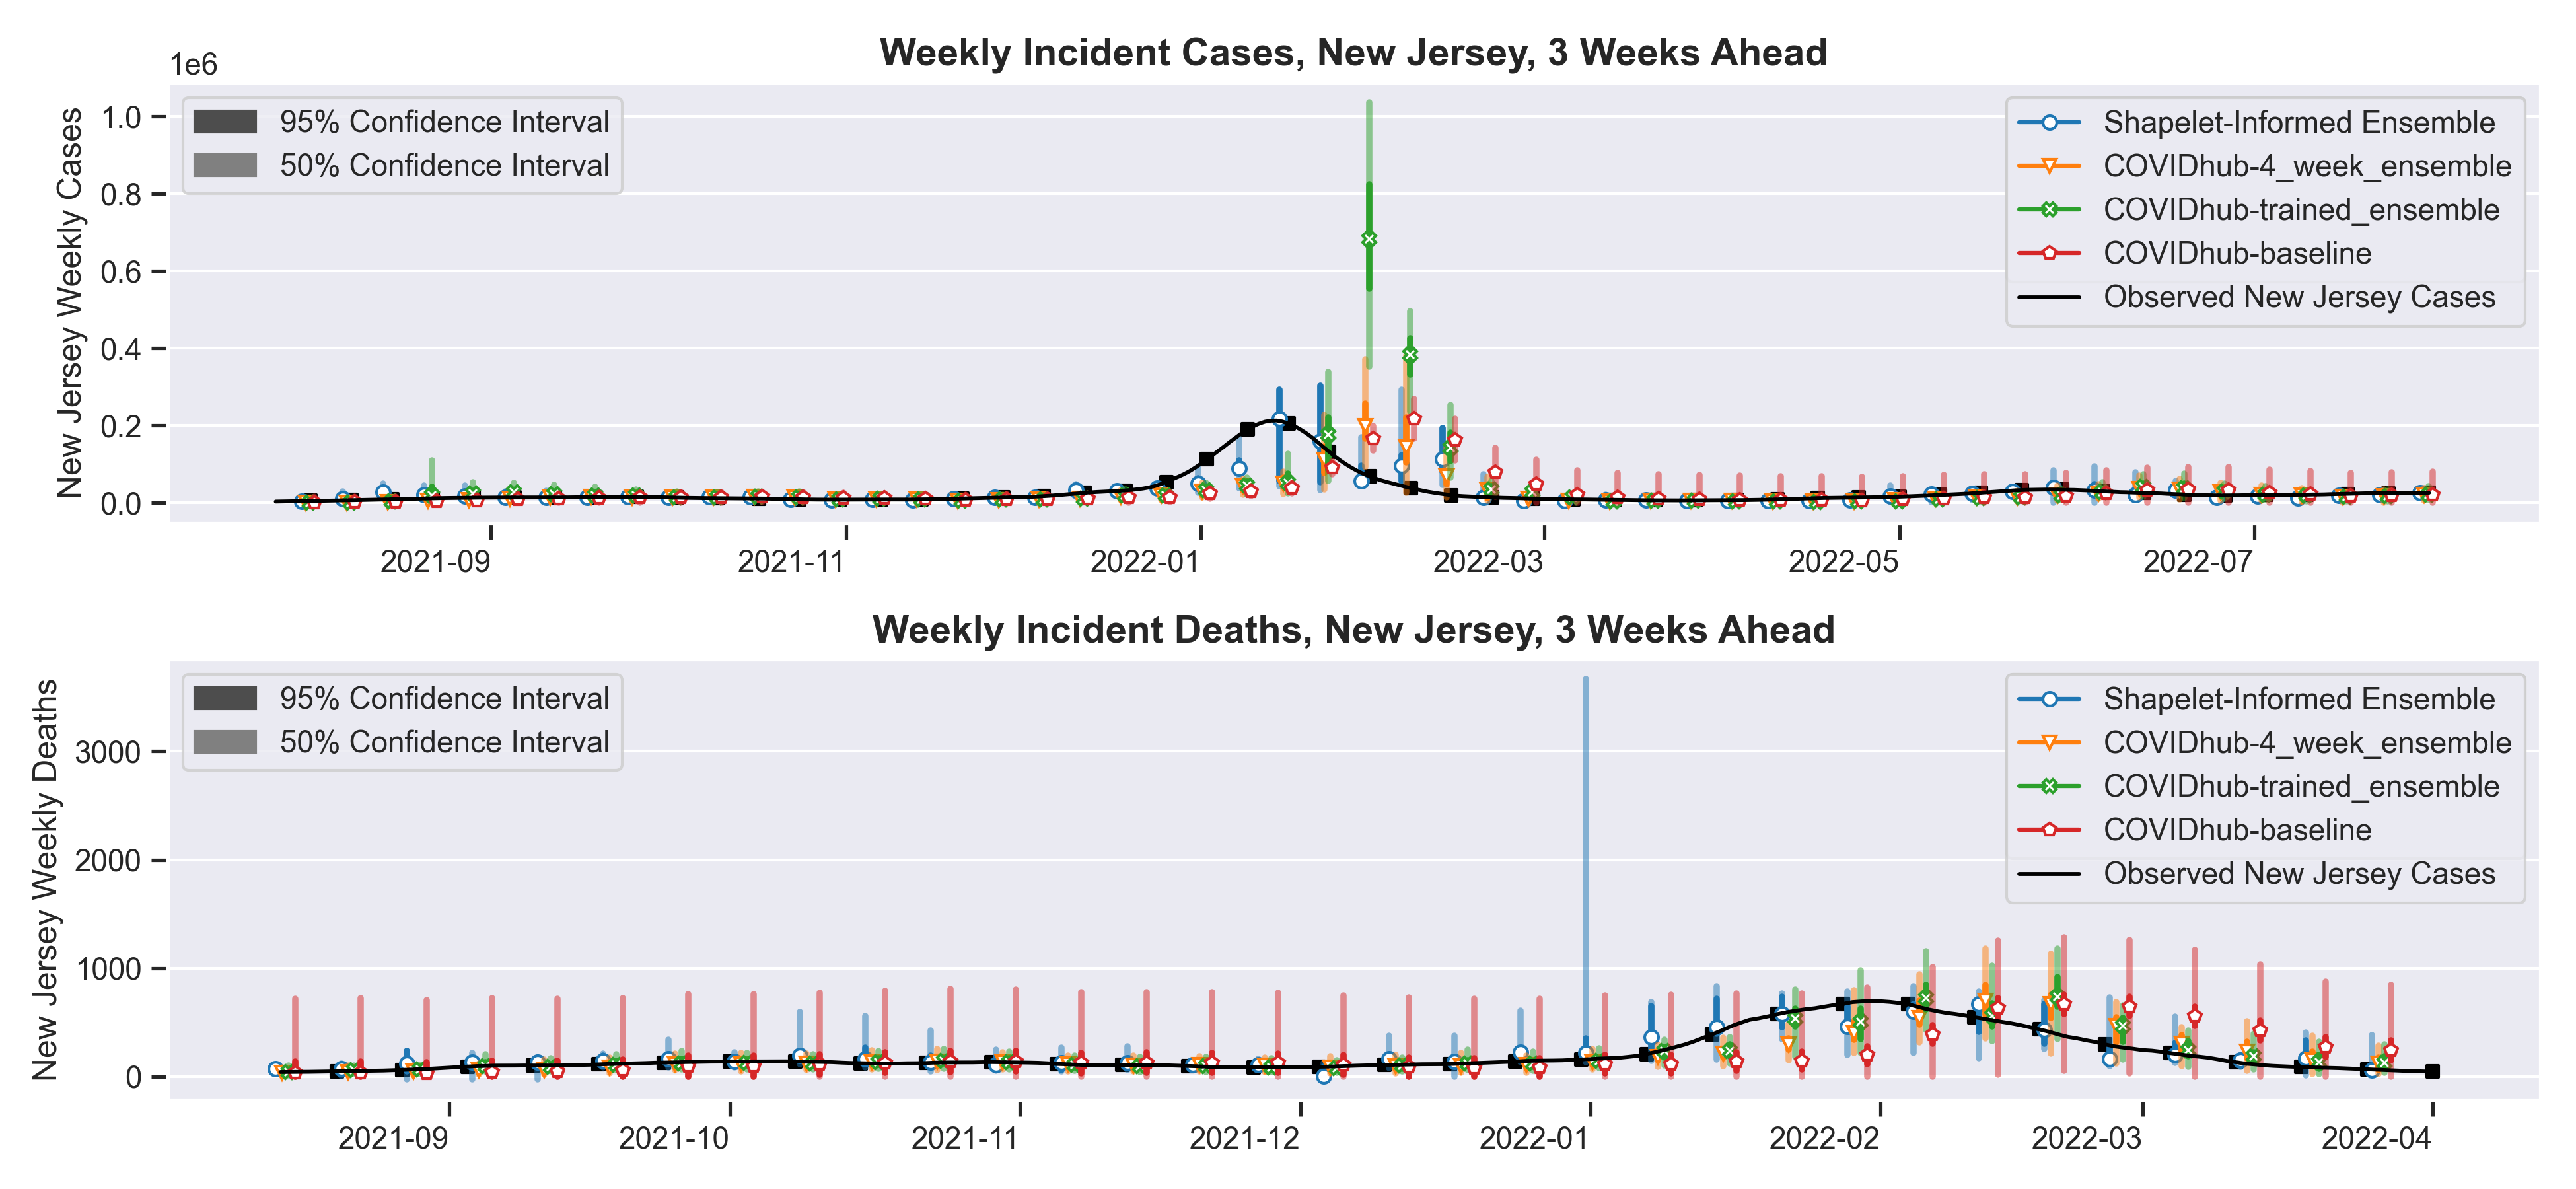 Weekly Incident Cases, New Jersey, 3 Weeks Ahead
1e6
New Jersey Weekly Cases
1.0
0.8
0.6
0.4
0.2
0.0
95% Confidence Interval
50% Confidence Interval
Shapelet-Informed Ensemble
COVIDhub-4_week_ensemble
COVIDhub-trained_ensemble
COVIDhub-baseline
Observed New Jersey Cases
2021-09
2021-11
2022-01
2022-03
2022-05
2022-07
Weekly Incident Deaths, New Jersey, 3 Weeks Ahead
New Jersey Weekly Deaths
3000
2000
1000
0
95% Confidence Interval
50% Confidence Interval
Shapelet-Informed Ensemble
COVIDhub-4_week_ensemble
COVIDhub-trained_ensemble
COVIDhub-baseline
Observed New Jersey Cases
2021-09
2021-10
2021-11
2021-12
2022-01
2022-02
2022-03
2022-04